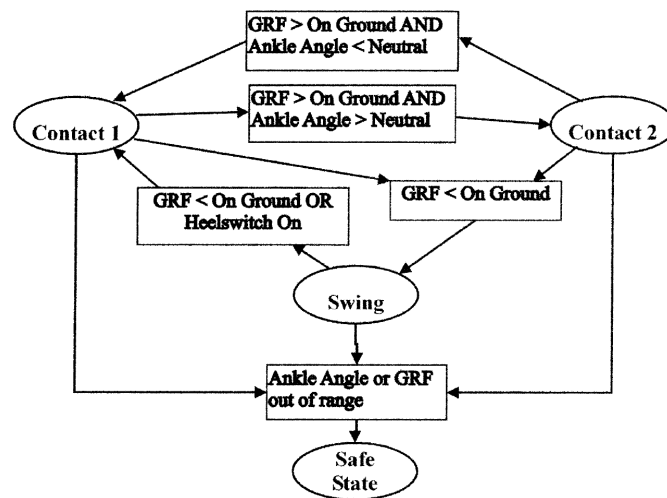 GRF > On Ground AND
Ankle Angle < Neutral
GRF > On Ground AND
Ankle Angle > Neutral
Contact 1
Contact 2
GRF < On Ground OR
Heelswitch On
GRF < On Ground
Swing
Ankle Angle or GRF
out of range
Safe
State